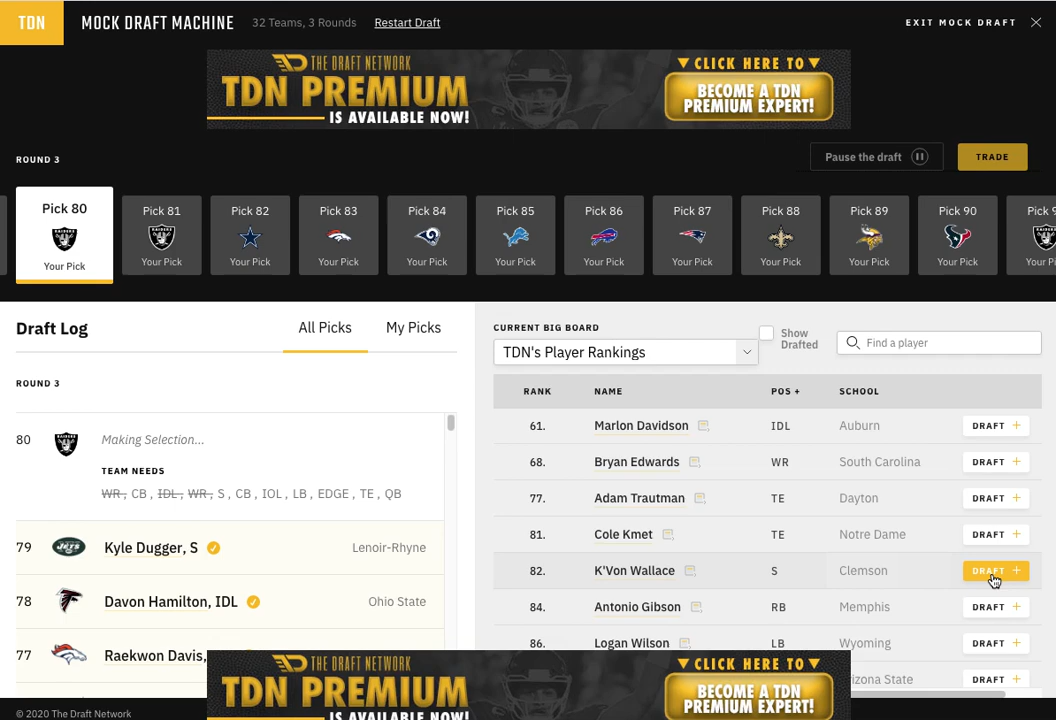 TDN MOCK DRAFT MACHINE 32 Teams, 3 Rounds Restart Draft EXIT MOCK DRAFT
THE DRAFT NETWORK
TDN PREMIUM
IS AVAILABLE NOW!
CLICK HERE TO
BECOME A TDN
PREMIUM EXPERT!
ROUND 3
Pause the draft
TRADE
Pick 80 Pick 81 Pick 82 Pick 83 Pick 84 Pick 85 Pick 86 Pick 87 Pick 88 Pick 89 Pick 90 Pick 9
RAIDERS
Your Pick Your Pick Your Pick Your Pick Your Pick Your Pick Your Pick Your Pick Your Pick Your Pick Your Pick Your
Draft Log
All Picks My Picks
ROUND 3
80 RAIDERS Making Selection...
TEAM NEEDS
WR , CB , IDL , WR , S , CB , IOL , LB , EDGE , TE , QB
79 JETS Kyle Dugger, S Lenoir-Rhyne
78 Davon Hamilton, IDL Ohio State
77 Raekwon Davis,
CURRENT BIG BOARD
TDN's Player Rankings
Show
Drafted
Find a player
RANK NAME POS + SCHOOL
61. Marlon Davidson IDL Auburn DRAFT +
68. Bryan Edwards WR South Carolina DRAFT +
77. Adam Trautman TE Dayton DRAFT +
81. Cole Kmet TE Notre Dame DRAFT +
82. K'Von Wallace S Clemson DRAFT +
84. Antonio Gibson RB Memphis DRAFT +
86. Logan Wilson LB Wyoming DRAFT +
izona State DRAFT +
THE DRAFT NETWORK
TDN PREMIUM
IS AVAILABLE NOW!
CLICK HERE TO
BECOME A TDN
PREMIUM EXPERT!
© 2020 The Draft Network